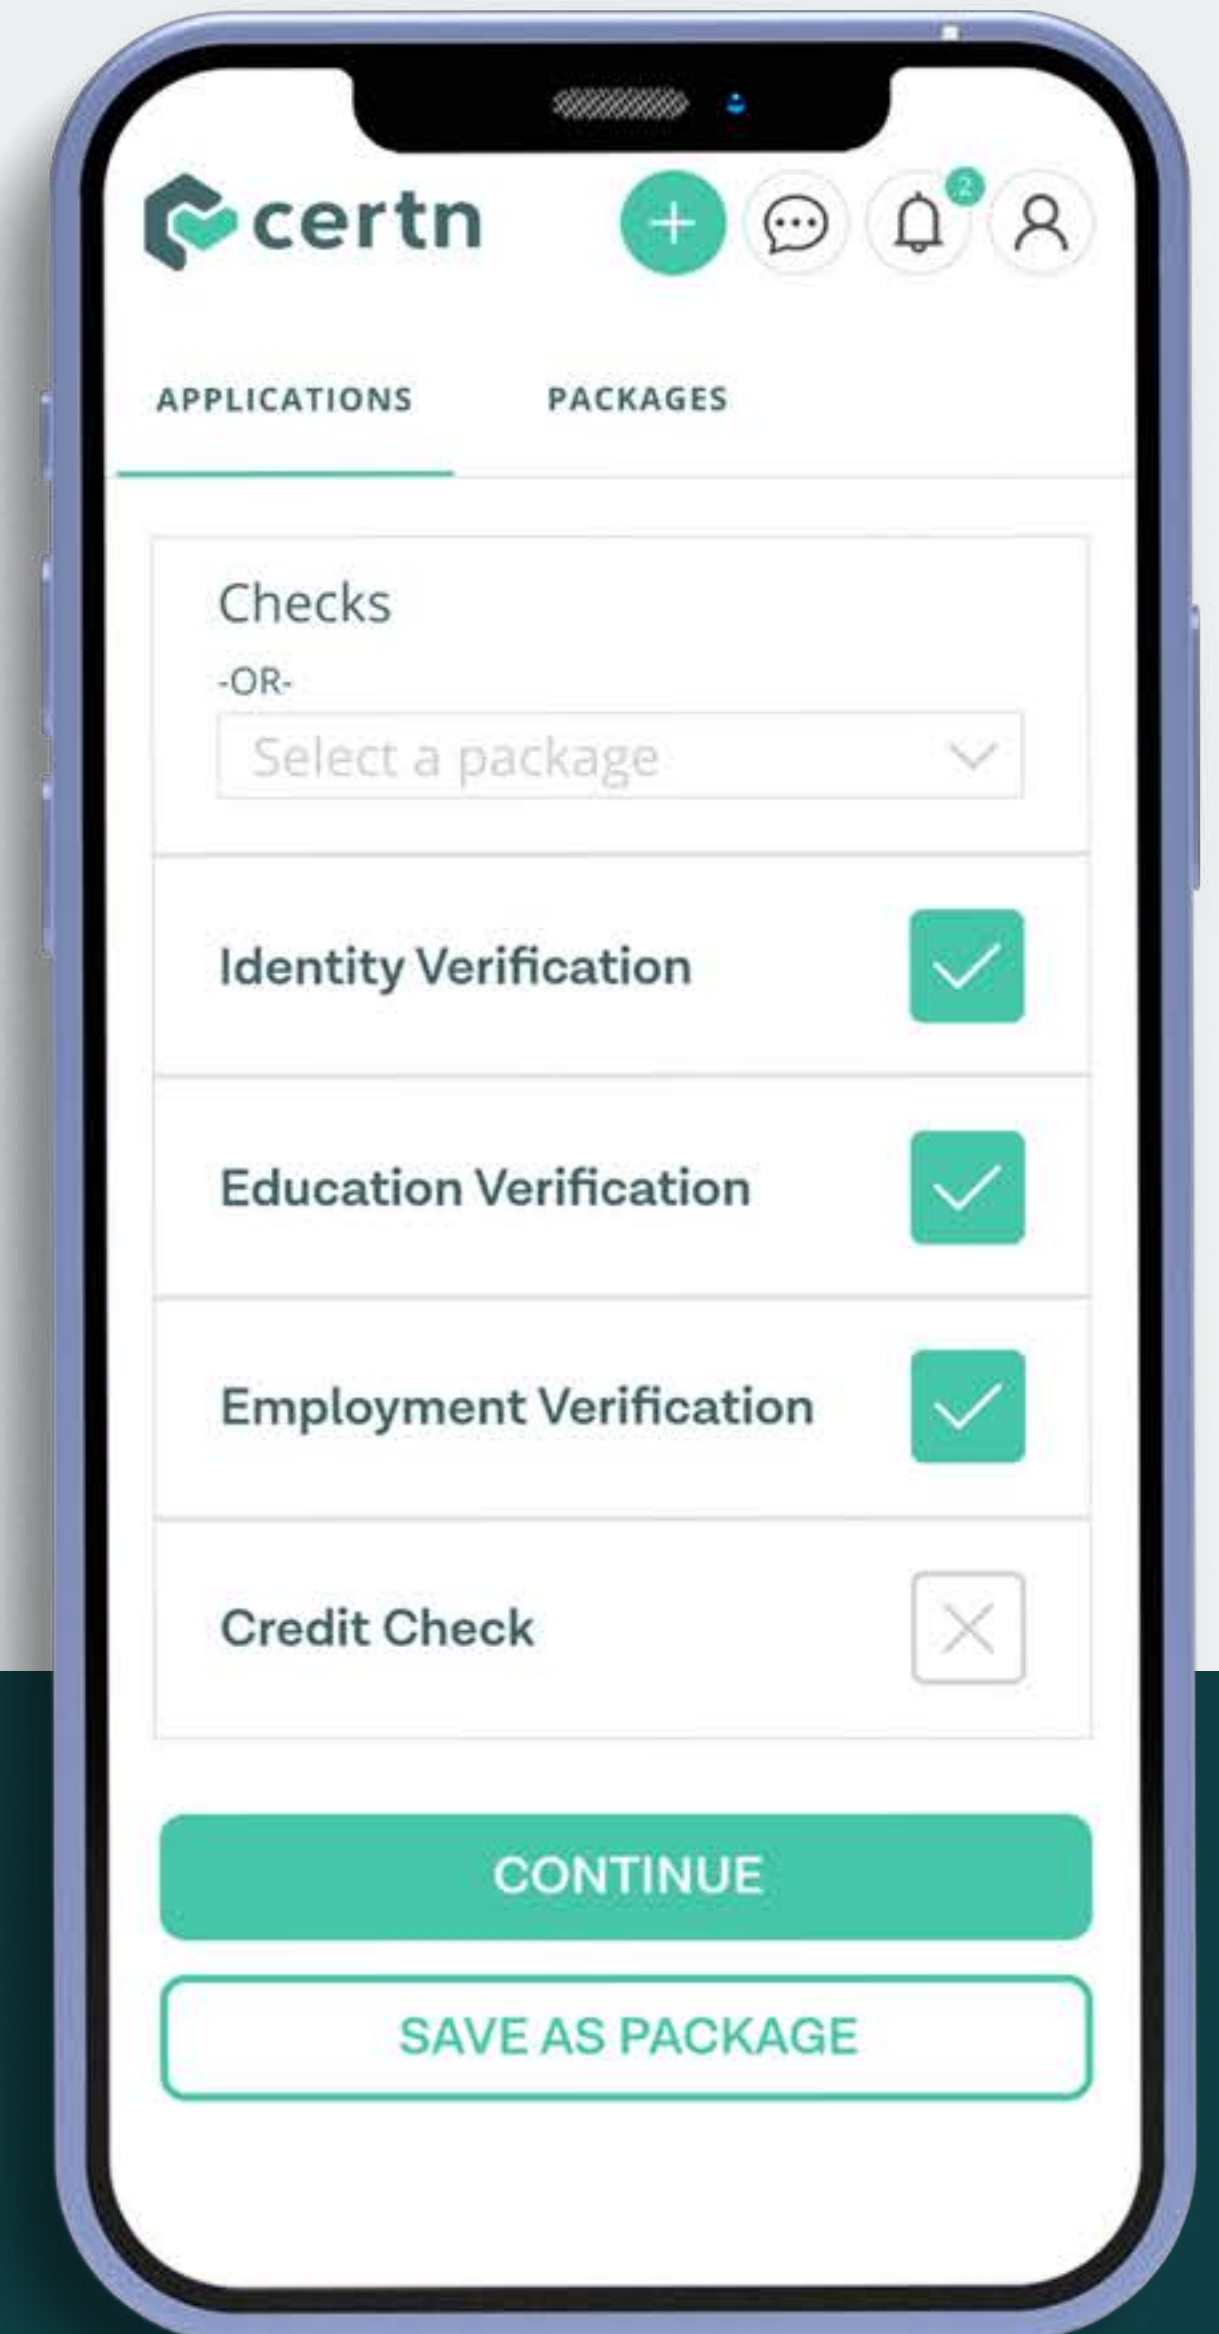 certn
2
APPLICATIONS PACKAGES
Checks
-OR-
Select a package
Identity Verification
Education Verification
Employment Verification
Credit Check
CONTINUE
SAVE AS PACKAGE